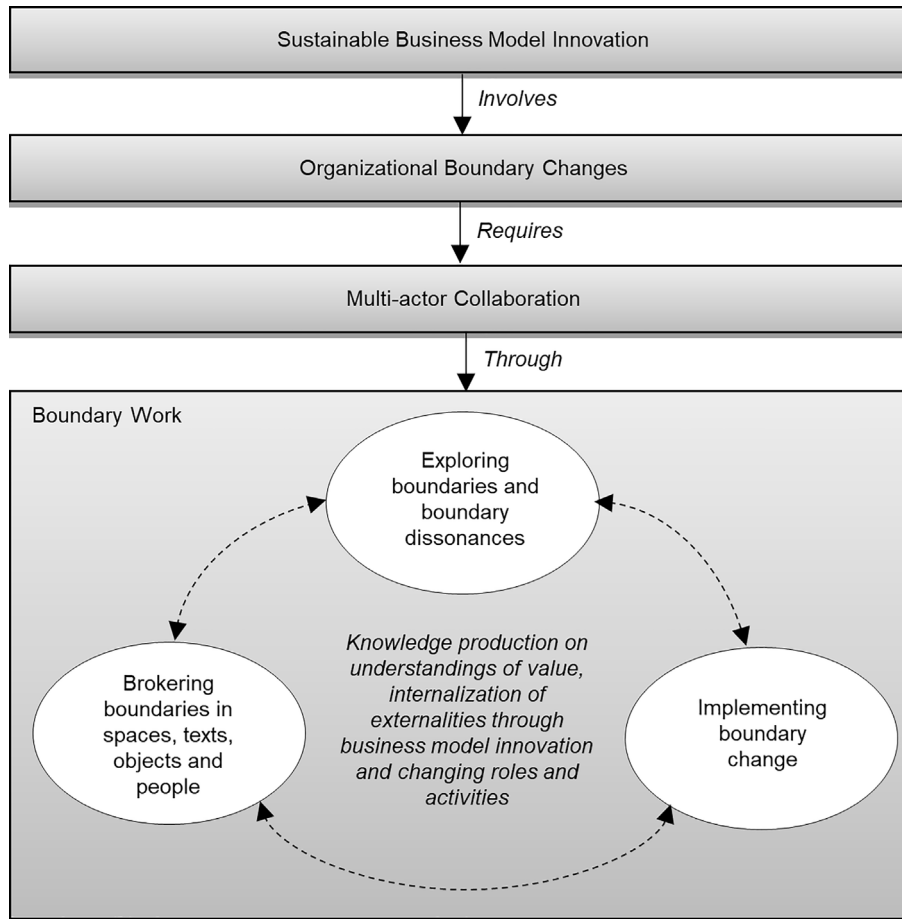 Sustainable Business Model Innovation
Involves
Organizational Boundary Changes
Requires
Multi-actor Collaboration
Through
Boundary Work
Exploring
boundaries and
boundary
dissonances
Knowledge production on
understandings of value,
internalization of
externalities through
business model innovation
and changing roles and
activities
Brokering
boundaries in
spaces, texts,
objects and
people
Implementing
boundary
change